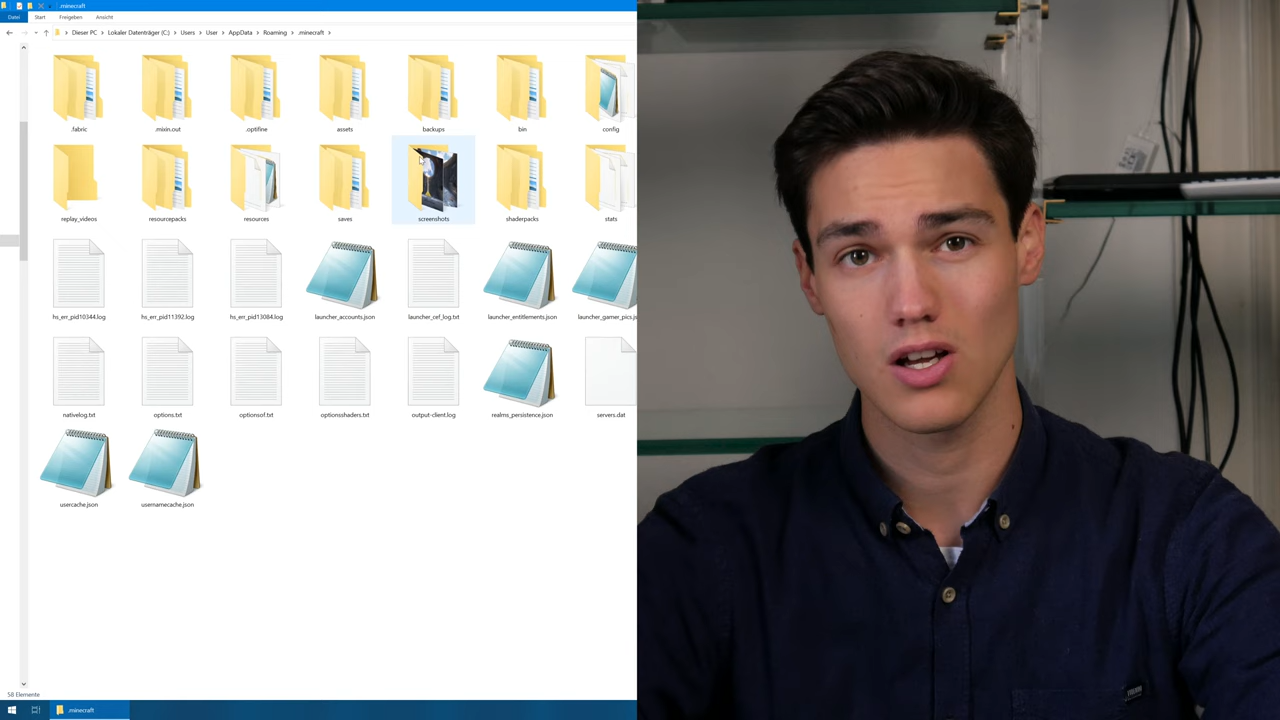 .minecraft
Datei Start Freigeben Ansicht
Dieser PC Lokaler Datenträger (C:) Users User AppData Roaming .minecraft
.fabric .mixin.out .optifine assets backups bin config
replay_videos resourcepacks resources saves screenshots shaderpacks stats
hs_err_pid10344.log hs_err_pid11392.log hs_err_pid13084.log launcher_accounts.json launcher_cef_log.txt launcher_entitlements.json launcher_gamer_pics.js
nativelog.txt options.txt optionsof.txt optionsshaders.txt output-client.log realms_persistence.json servers.dat
usercache.json usernamecache.json
58 Elemente
.minecraft